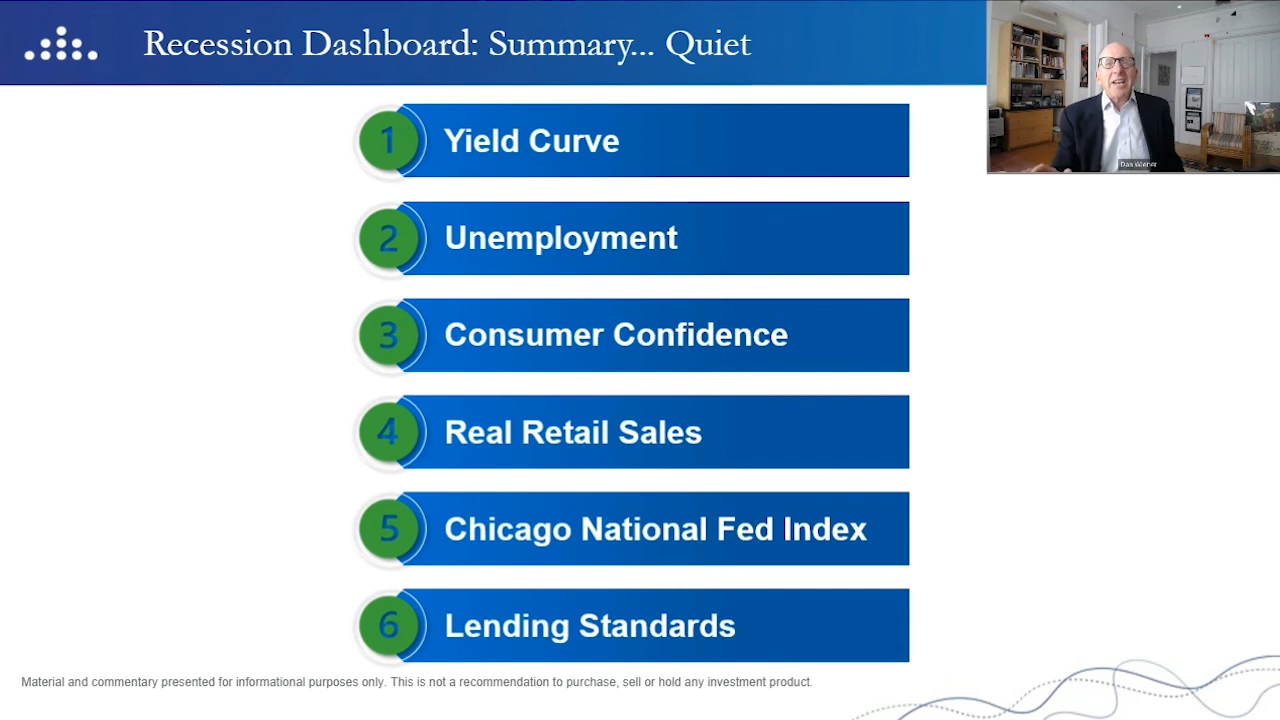 Recession Dashboard: Summary... Quiet
Dan Wiener
1 Yield Curve
2 Unemployment
3 Consumer Confidence
4 Real Retail Sales
5 Chicago National Fed Index
6 Lending Standards
Material and commentary presented for informational purposes only. This is not a recommendation to purchase, sell or hold any investment product.